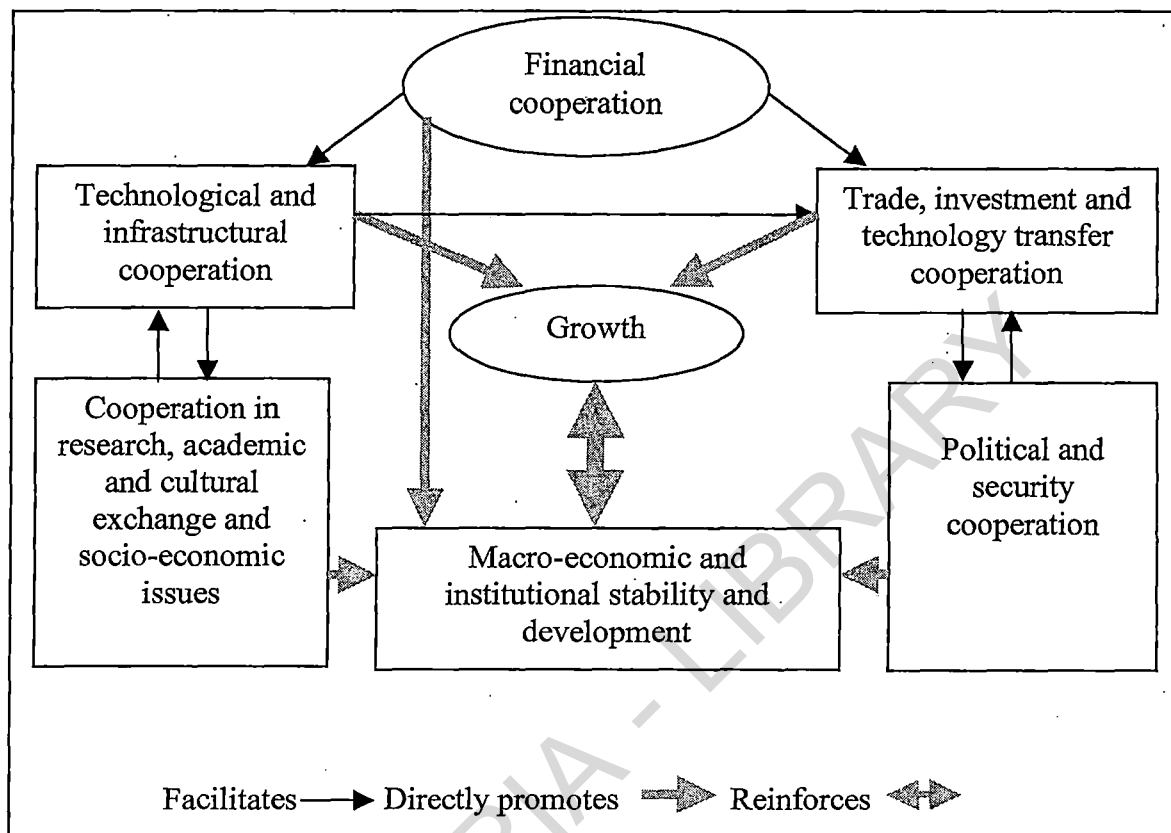 Financial
cooperation
Technological and
infrastructural
cooperation
Trade, investment and
technology transfer
cooperation
Growth
Cooperation in
research, academic
and cultural
exchange and
socio-economic
issues
Political and
security
cooperation
Macro-economic and
institutional stability and
development
Facilitates Directly promotes Reinforces
RIA - LIBRARY